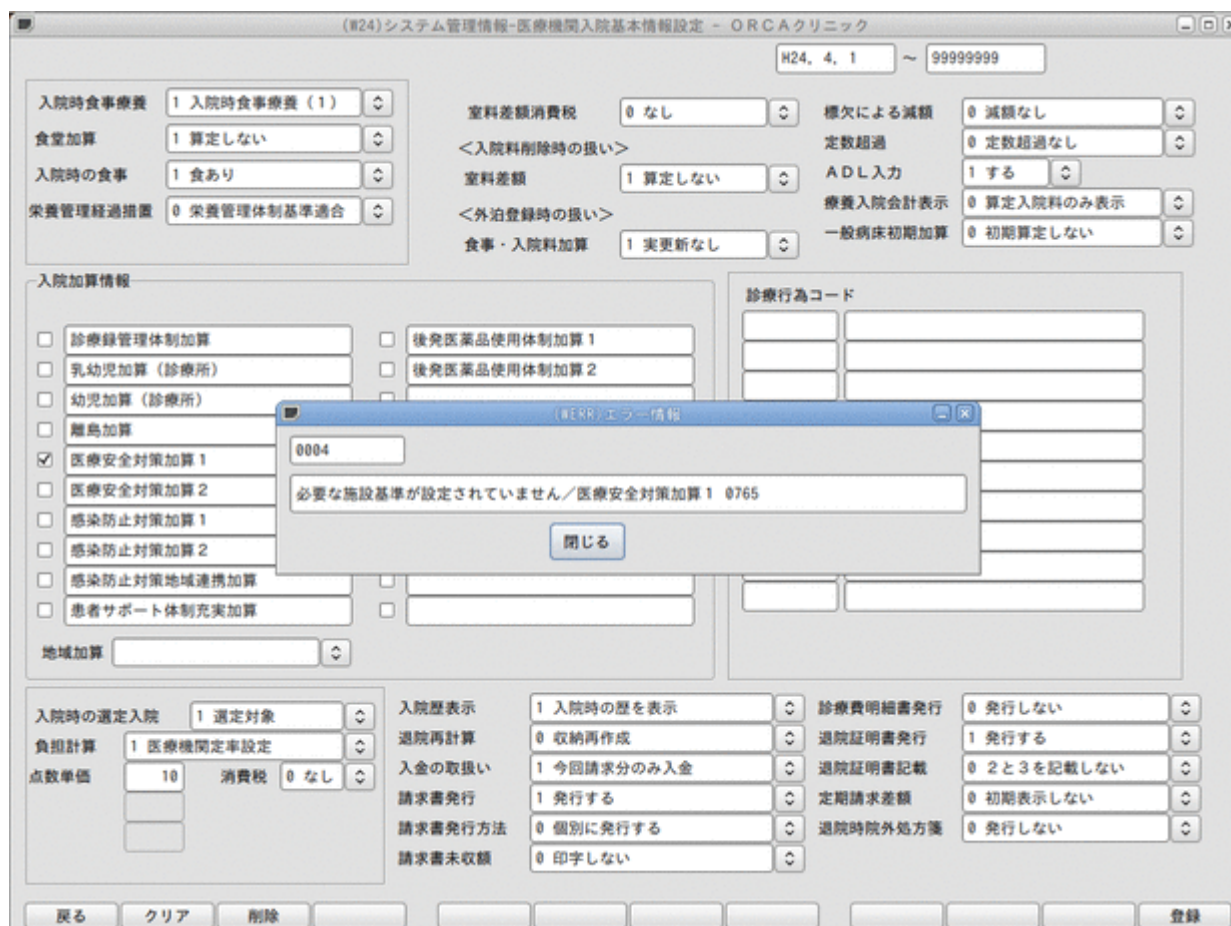 (W24)システム管理情報-医療機関入院基本情報設定 - ORCAクリニック
H24. 4. 1 ～ 99999999
入院時食事療養 1 入院時食事療養(1)
食堂加算 1 算定しない
入院時の食事 1 食あり
栄養管理経過措置 0 栄養管理体制基準適合
室料差額消費税 0 なし
<入院料削除時の扱い>
室料差額 1 算定しない
<外泊登録時の扱い>
食事・入院料加算 1 実更新なし
標欠による減額 0 減額なし
定数超過 0 定数超過なし
ADL入力 1 する
療養入院会計表示 0 算定入院料のみ表示
一般病床初期加算 0 初期算定しない
入院加算情報
診療録管理体制加算
乳幼児加算(診療所)
幼児加算(診療所)
離島加算
医療安全対策加算1
医療安全対策加算2
感染防止対策加算1
感染防止対策加算2
感染防止対策地域連携加算
患者サポート体制充実加算
後発医薬品使用体制加算1
後発医薬品使用体制加算2
地域加算
診療行為コード
(WERR)エラー情報
0004
必要な施設基準が設定されていません/医療安全対策加算1 0765
閉じる
入院時の選定入院 1 選定対象
負担計算 1 医療機関定率設定
点数単価 10 消費税 0 なし
入院歴表示 1 入院時の歴を表示
退院再計算 0 収納再作成
入金の取扱い 1 今回請求分のみ入金
請求書発行 1 発行する
請求書発行方法 0 個別に発行する
請求書未収額 0 印字しない
診療費明細書発行 0 発行しない
退院証明書発行 1 発行する
退院証明書記載 0 2と3を記載しない
定期請求差額 0 初期表示しない
退院時院外処方箋 0 発行しない
戻る クリア 削除 登録